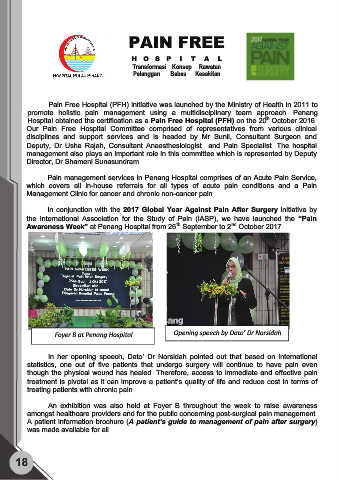 PAIN FREE
H O S P I T A L
Transformasi Konsep Rawatan
Pelanggan Bebas Kesakitan
HOSPITAL PULAU PINANG
2017 GLOBAL YEAR
AGAINST
PAIN
Pain Free Hospital (PFH) initiative was launched by the Ministry of Health in 2011 to
promote holistic pain management using a multidisciplinary team approach Penang
Hospital obtained the certification as a Pain Free Hospital (PFH) on the 20th October 2016
Our Pain Free Hospital Committee comprised of representatives from various clinical
disciplines and support services and is headed by Mr Sunil, Consultant Surgeon and
Deputy, Dr Usha Rajah, Consultant Anaesthesiologist and Pain Specialist The hospital
management also plays an important role in this committee which is represented by Deputy
Director, Dr Shameni Sunasundram
Pain management services in Penang Hospital comprises of an Acute Pain Service,
which covers all in-house referrals for all types of acute pain conditions and a Pain
Management Clinic for cancer and chronic non-cancer pain
In conjunction with the 2017 Global Year Against Pain After Surgery initiative by
the International Association for the Study of Pain (IASP), we have launched the "Pain
Awareness Week" at Penang Hospital from 26th September to 2nd October 2017
PAIN AWARENESS WEEK
ang
Foyer B at Penang Hospital
Opening speech by Dato' Dr Norsidah
In her opening speech, Dato' Dr Norsidah pointed out that based on international
statistics, one out of five patients that undergo surgery will continue to have pain even
though the physical wound has healed Therefore, access to immediate and effective pain
treatment is pivotal as it can improve a patient's quality of life and reduce cost in terms of
treating patients with chronic pain
An exhibition was also held at Foyer B throughout the week to raise awareness
amongst healthcare providers and for the public concerning post-surgical pain management
A patient information brochure (A patient's guide to management of pain after surgery)
was made available for all
18